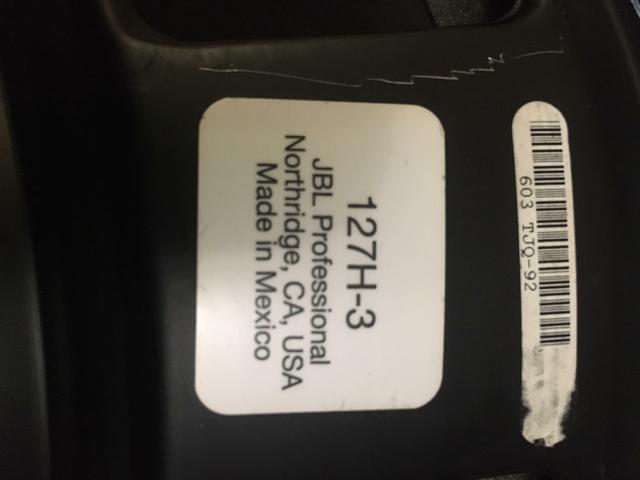 127H-3
JBL Professional
Northridge, CA, USA
Made in Mexico
603 TJQ-92